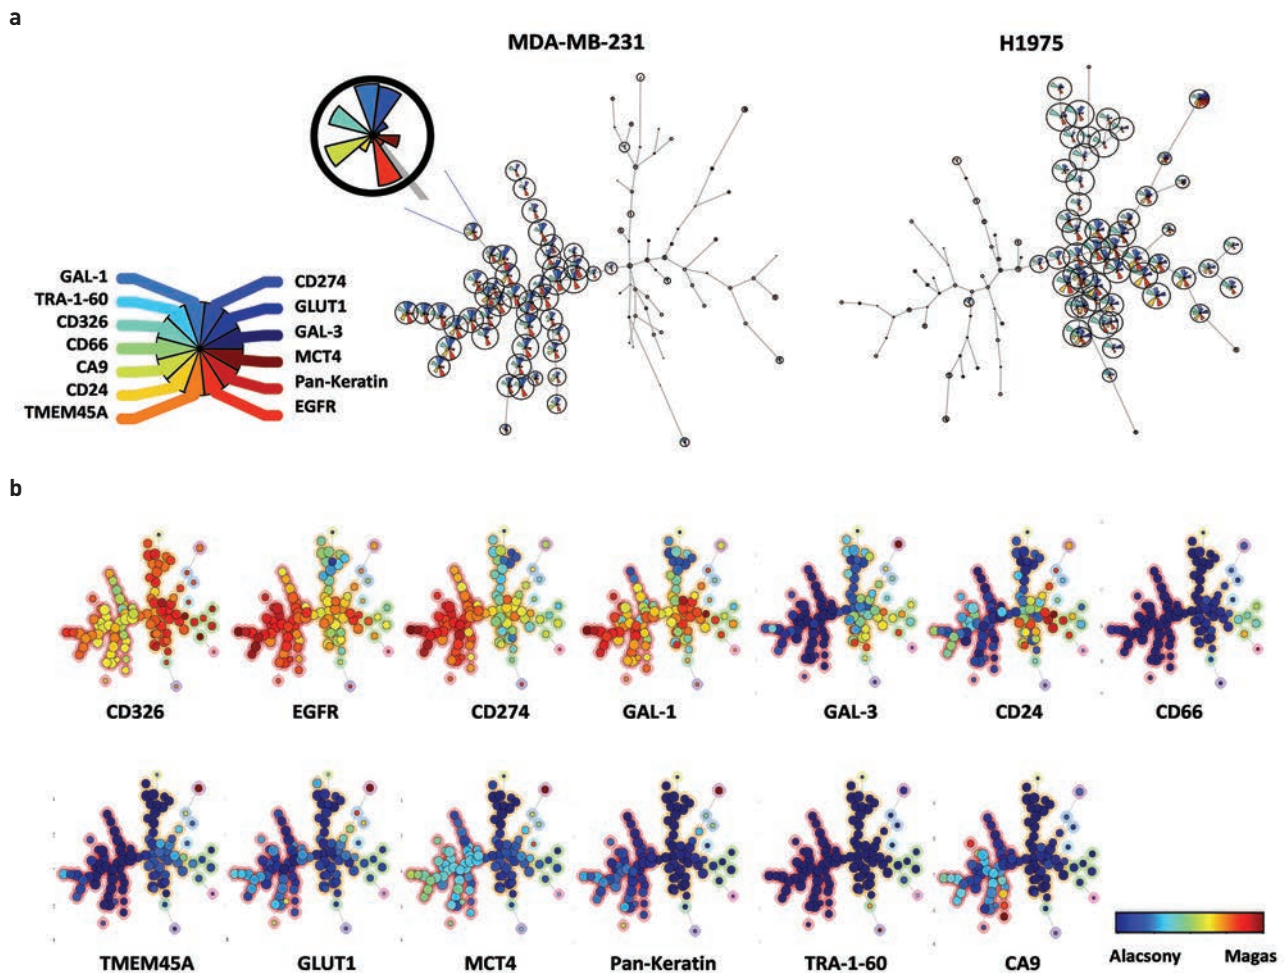 a
MDA-MB-231
H1975
GAL-1
TRA-1-60
CD326
CD66
CA9
CD24
TMEM45A
CD274
GLUT1
GAL-3
MCT4
Pan-Keratin
EGFR
b
CD326
EGFR
CD274
GAL-1
GAL-3
CD24
CD66
TMEM45A
GLUT1
MCT4
Pan-Keratin
TRA-1-60
CA9
Alacsony
Magas